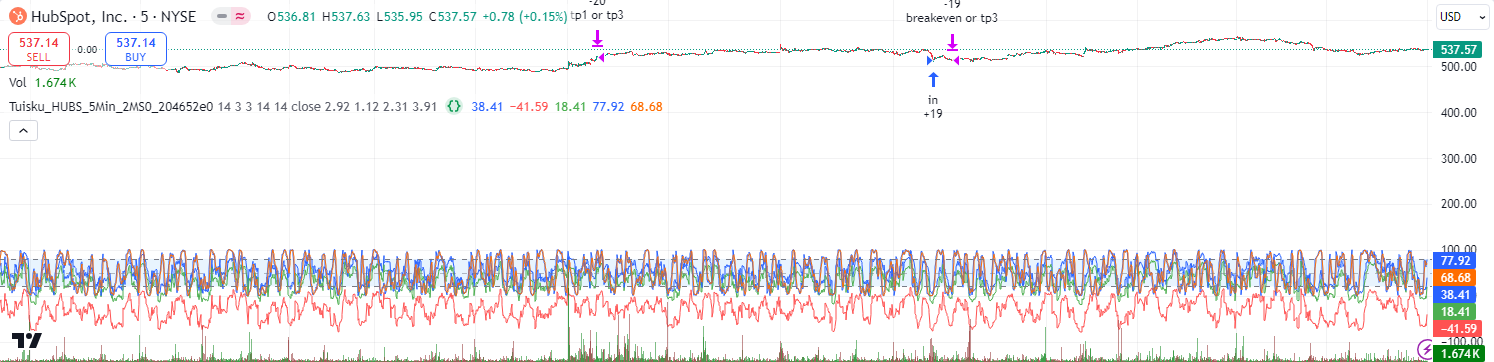 HubSpot, Inc. · 5 · NYSE
O536.81 H537.63 L535.95 C537.57 +0.78 (+0.15%)
-20
tp1 or tp3
-19
breakeven or tp3
USD
537.14
SELL
0.00
537.14
BUY
537.57
500.00
Vol 1.674 K
Tuisku_HUBS_5Min_2MS0_204652e0 14 3 3 14 14 close 2.92 1.12 2.31 3.91 {} 38.41 −41.59 18.41 77.92 68.68
in
+19
400.00
300.00
200.00
100.00
77.92
68.68
38.41
18.41
−41.59
−100.00
1.674 K